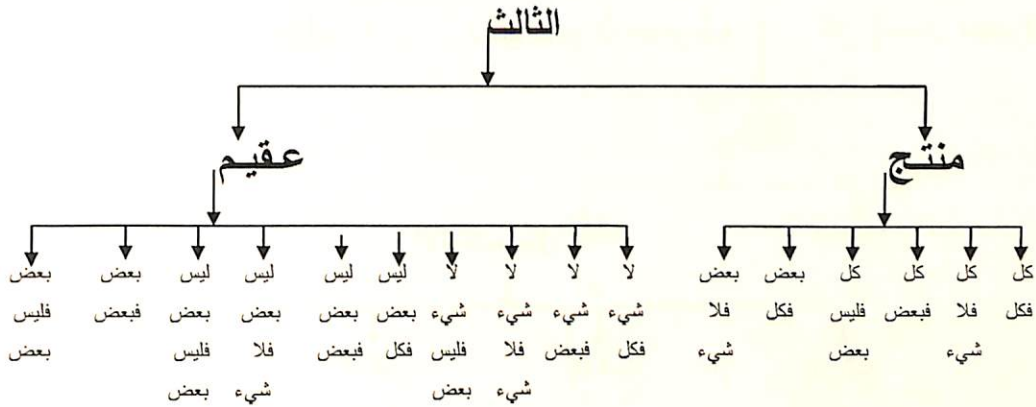 الثالث
منتج
كل
فكل
كل
فلا
شيء
كل
فبعض
كل
فليس
بعض
بعض
فكل
بعض
فلا
شيء
عقيم
لا
شيء
فكل
لا
شيء
فبعض
لا
شيء
فلا
شيء
لا
شيء
فليس
بعض
ليس
بعض
فكل
ليس
بعض
فبعض
ليس
بعض
فلا
شيء
ليس
بعض
فليس
بعض
بعض
فبعض
بعض
فليس
بعض